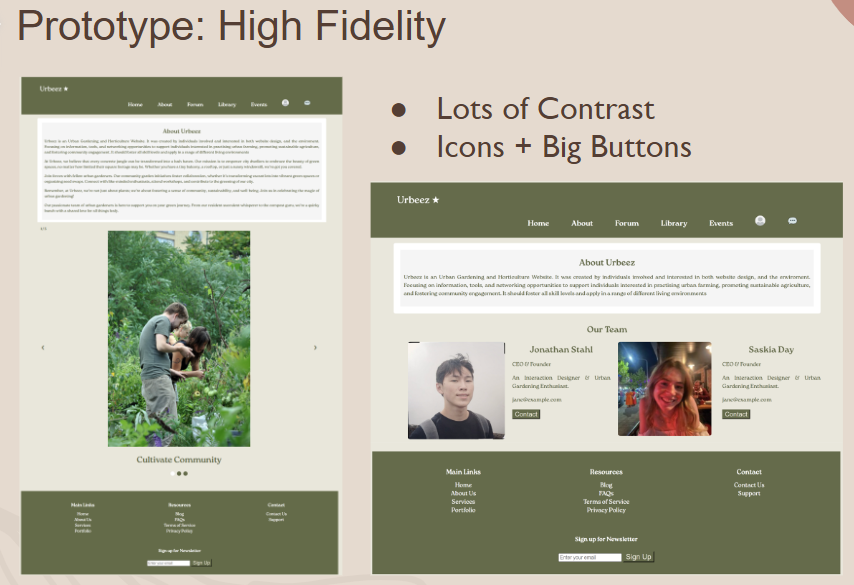 Prototype: High Fidelity
Urbeez ★
Home About Forum Library Events
About Urbeez
Urbeez is an Urban Gardening and Horticulture Website. It was created by individuals involved and interested in both website design, and the environment.
Focusing on information, tools, and networking opportunities to support individuals interested in practising urban farming, promoting sustainable agriculture,
and fostering community engagement. It should foster all skill levels and apply in a range of different living environments
Cultivate Community
Main Links Resources Contact
Home Blog Contact Us
About Us FAQs Support
Services Terms of Service
Portfolio Privacy Policy
Sign up for Newsletter
Enter your email Sign Up
● Lots of Contrast
● Icons + Big Buttons
Urbeez ★
Home About Forum Library Events
About Urbeez
Urbeez is an Urban Gardening and Horticulture Website. It was created by individuals involved and interested in both website design, and the enviroment.
Focusing on information, tools, and networking opportunities to support individuals interested in practising urban farming, promoting sustainable agriculture,
and fostering community engagement. It should foster all skill levels and apply in a range of different living environments
Our Team
Jonathan Stahl
CEO & Founder
An Interaction Designer & Urban
Gardening Enthusiast.
jane@example.com
Contact
Saskia Day
CEO & Founder
An Interaction Designer & Urban
Gardening Enthusiast.
jane@example.com
Contact
Main Links Resources Contact
Home Blog Contact Us
About Us FAQs Support
Services Terms of Service
Portfolio Privacy Policy
Sign up for Newsletter
Enter your email Sign Up